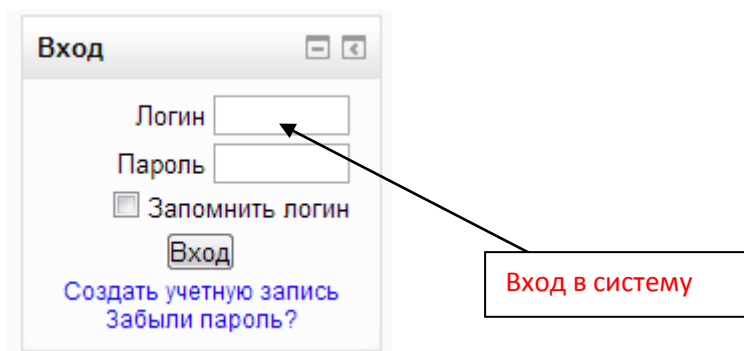 Вход
Логин
Пароль
Запомнить логин
Вход
Создать учетную запись
Забыли пароль?
Вход в систему